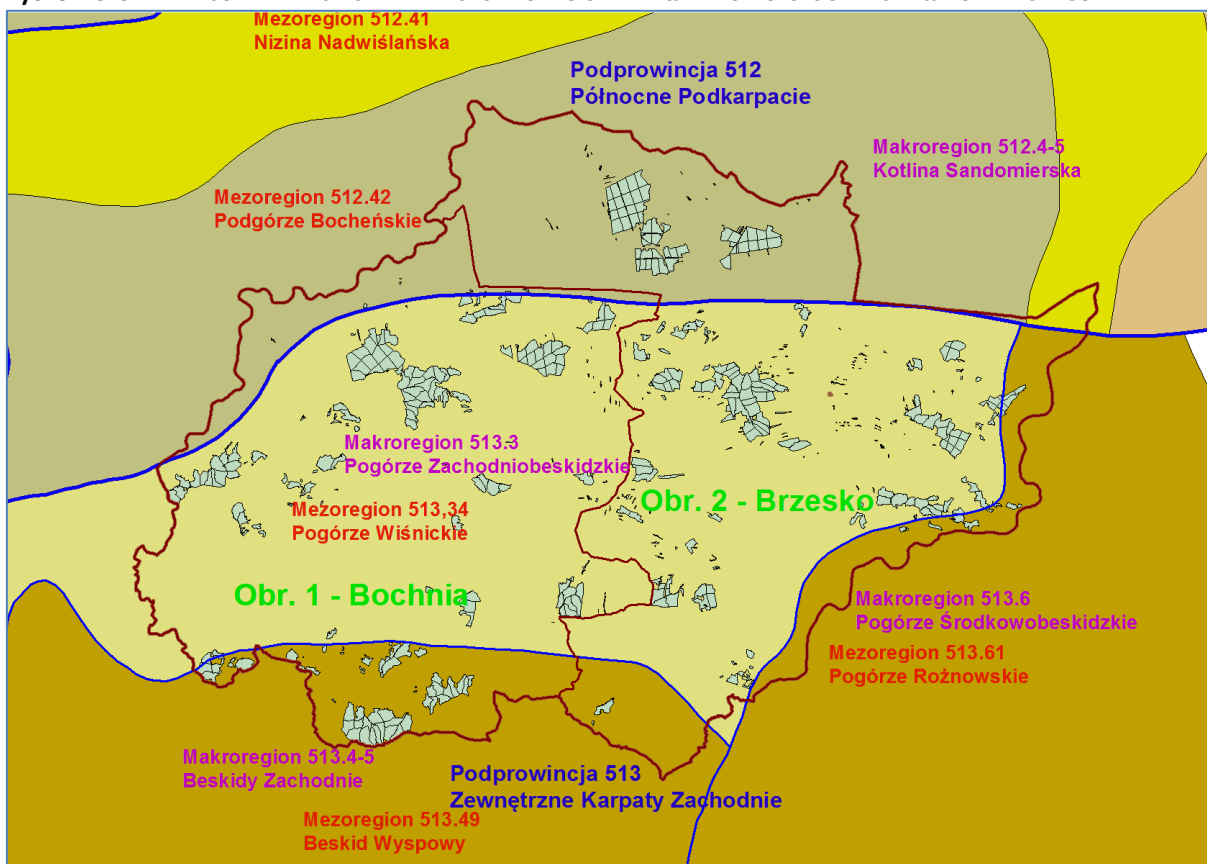 Mezoregion 512.41
Nizina Nadwiślańska
Podprowincja 512
Północne Podkarpacie
Makroregion 512.4-5
Kotlina Sandomierska
Mezoregion 512.42
Podgórze Bocheńskie
Makroregion 513.3
Pogórze Zachodniobeskidzkie
Obr. 2 - Brzesko
Mezoregion 513,34
Pogórze Wiśnickie
Obr. 1 - Bochnia
Makroregion 513.6
Pogórze Środkowobeskidzkie
Mezoregion 513.61
Pogórze Rożnowskie
Makroregion 513.4-5
Beskidy Zachodnie
Podprowincja 513
Zewnętrzne Karpaty Zachodnie
Mezoregion 513.49
Beskid Wyspowy